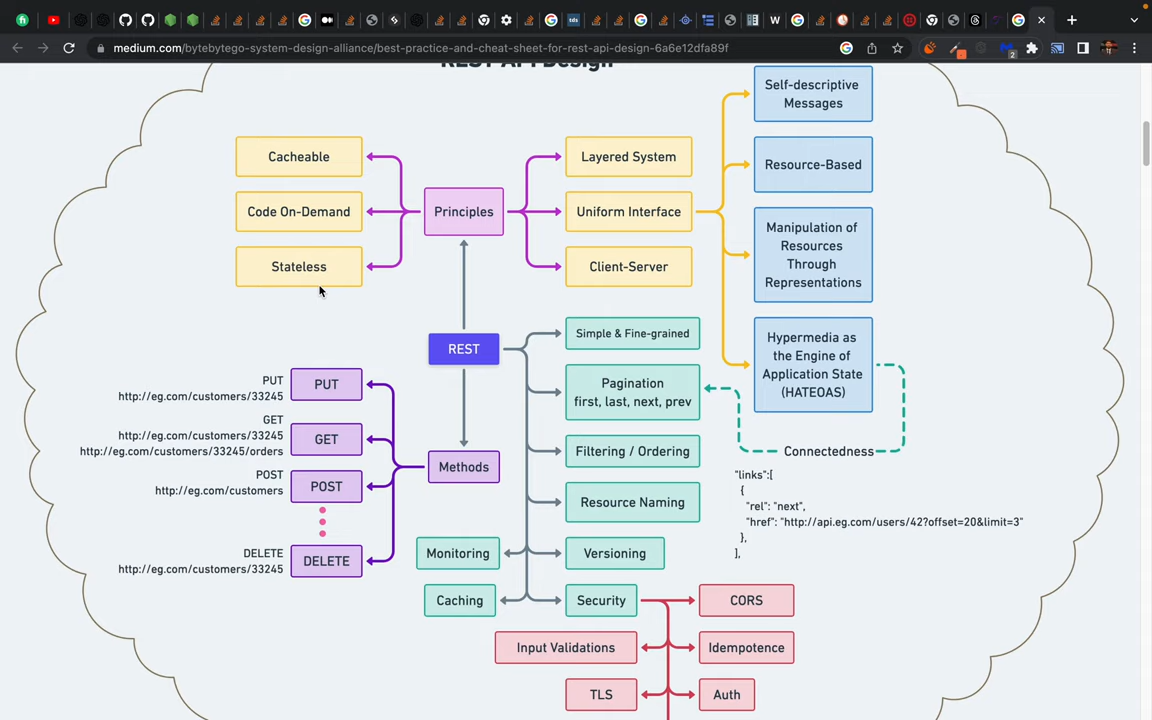 medium.com/bytebytego-system-design-alliance/best-practice-and-cheat-sheet-for-rest-api-design-6a6e12dfa89f
2
REST API Design
Self-descriptive
Messages
Cacheable
Layered System
Resource-Based
Code On-Demand
Principles
Uniform Interface
Manipulation of
Resources
Through
Representations
Stateless
Client-Server
Simple & Fine-grained
REST
Hypermedia as
the Engine of
Application State
(HATEOAS)
PUT
http://eg.com/customers/33245
PUT
Pagination
first, last, next, prev
GET
http://eg.com/customers/33245
http://eg.com/customers/33245/orders
GET
Filtering / Ordering
Connectedness
Methods
POST
http://eg.com/customers
POST
Resource Naming
"links":[
{
"rel": "next",
"href": "http://api.eg.com/users/42?offset=20&limit=3"
},
],
DELETE
http://eg.com/customers/33245
DELETE
Monitoring
Versioning
Caching
Security
CORS
Input Validations
Idempotence
TLS
Auth